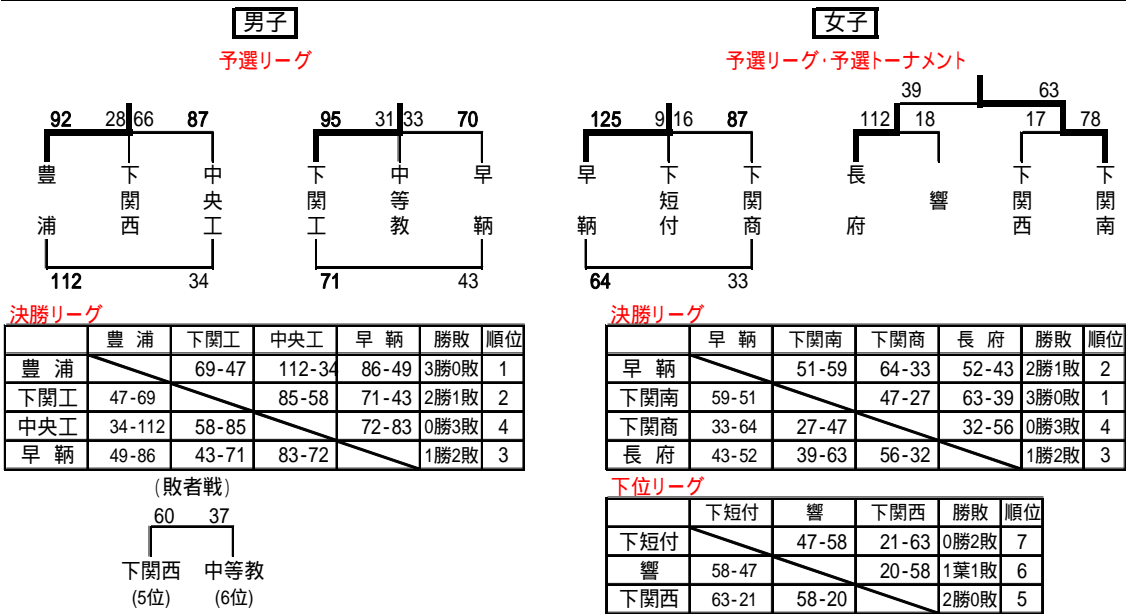 男子
予選リーグ
92 28 66 87
豊浦 下関西 中央工
112 34
95 31 33 70
下関工 中等教 早鞆
71 43
決勝リーグ
豊 浦 下関工 中央工 早 鞆 勝敗 順位
豊 浦 69-47 112-34 86-49 3勝0敗 1
下関工 47-69 85-58 71-43 2勝1敗 2
中央工 34-112 58-85 72-83 0勝3敗 4
早 鞆 49-86 43-71 83-72 1勝2敗 3
(敗者戦)
60 37
下関西 中等教
(5位) (6位)
女子
予選リーグ・予選トーナメント
125 9 16 87
早鞆 下短付 下関商
64 33
39 63
112 18 17 78
長府 響 下関西 下関南
決勝リーグ
早 鞆 下関南 下関商 長 府 勝敗 順位
早 鞆 51-59 64-33 52-43 2勝1敗 2
下関南 59-51 47-27 63-39 3勝0敗 1
下関商 33-64 27-47 32-56 0勝3敗 4
長 府 43-52 39-63 56-32 1勝2敗 3
下位リーグ
下短付 響 下関西 勝敗 順位
下短付 47-58 21-63 0勝2敗 7
響 58-47 20-58 1葉1敗 6
下関西 63-21 58-20 2勝0敗 5